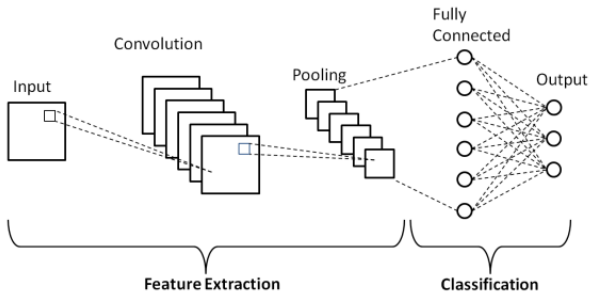 Input
Convolution
Pooling
Fully
Connected
Output
Feature Extraction
Classification